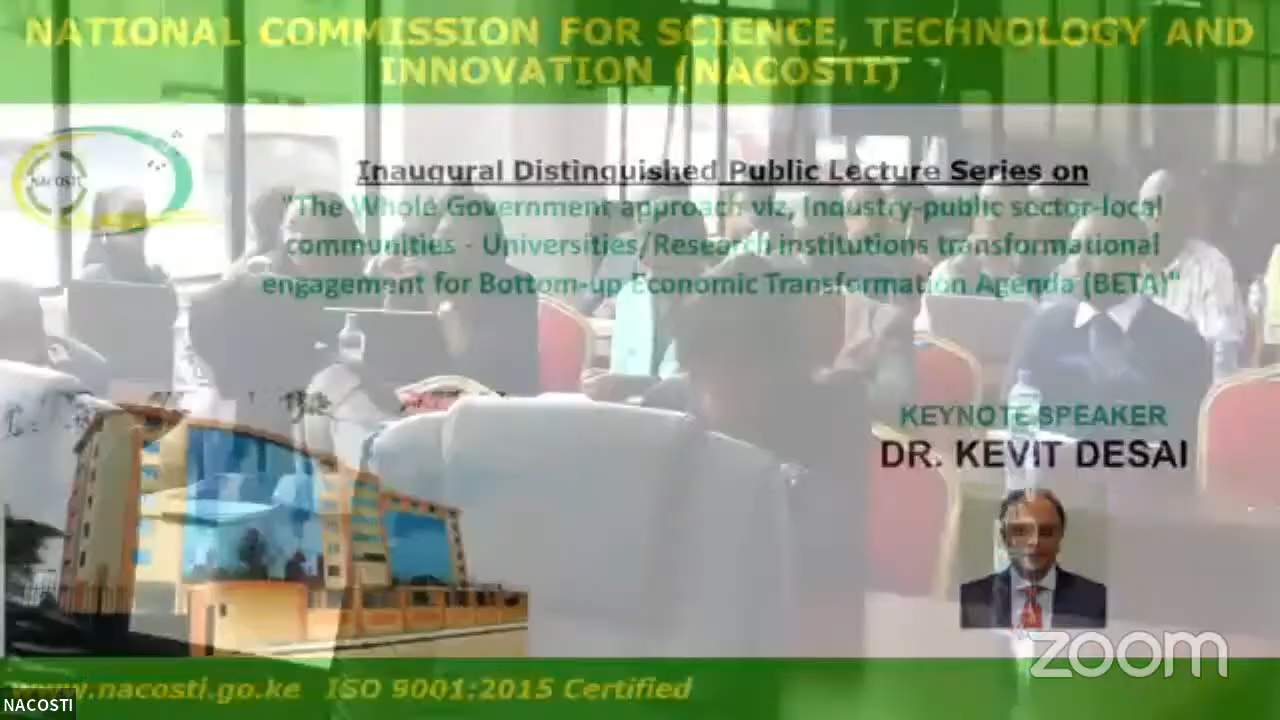 NATIONAL COMMISSION FOR SCIENCE, TECHNOLOGY AND
INNOVATION (NACOSTI)
NACOSTI
Inaugural Distinguished Public Lecture Series on
"The Whole Government approach viz, Industry-public sector-local
communities - Universities/Research institutions transformational
engagement for Bottom-up Economic Transformation Agenda (BETA)"
KEYNOTE SPEAKER
DR. KEVIT DESAI
zoom
www.nacosti.go.ke ISO 9001:2015 Certified
NACOSTI